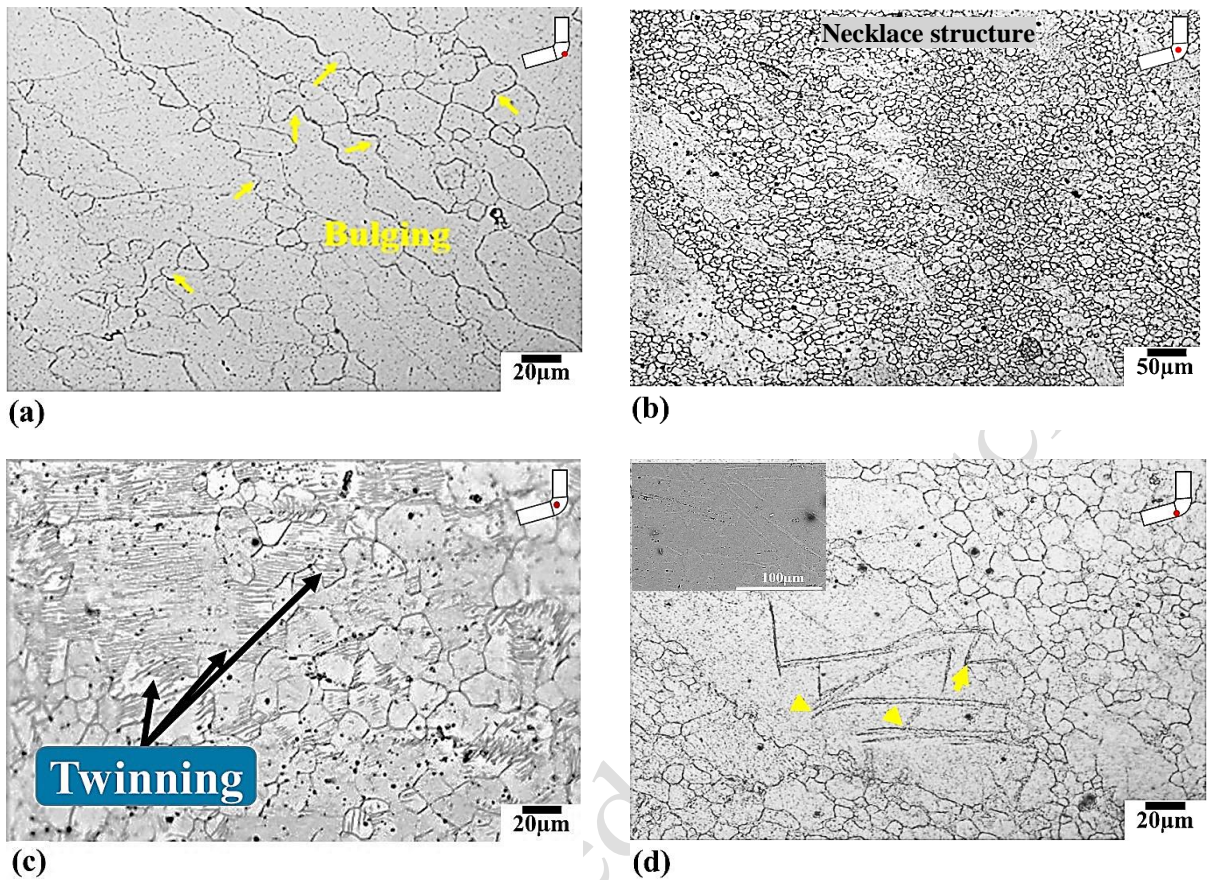 Bulging
20µm
(a)
Necklace structure
50µm
(b)
Twinning
20µm
(c)
100µm
20µm
(d)